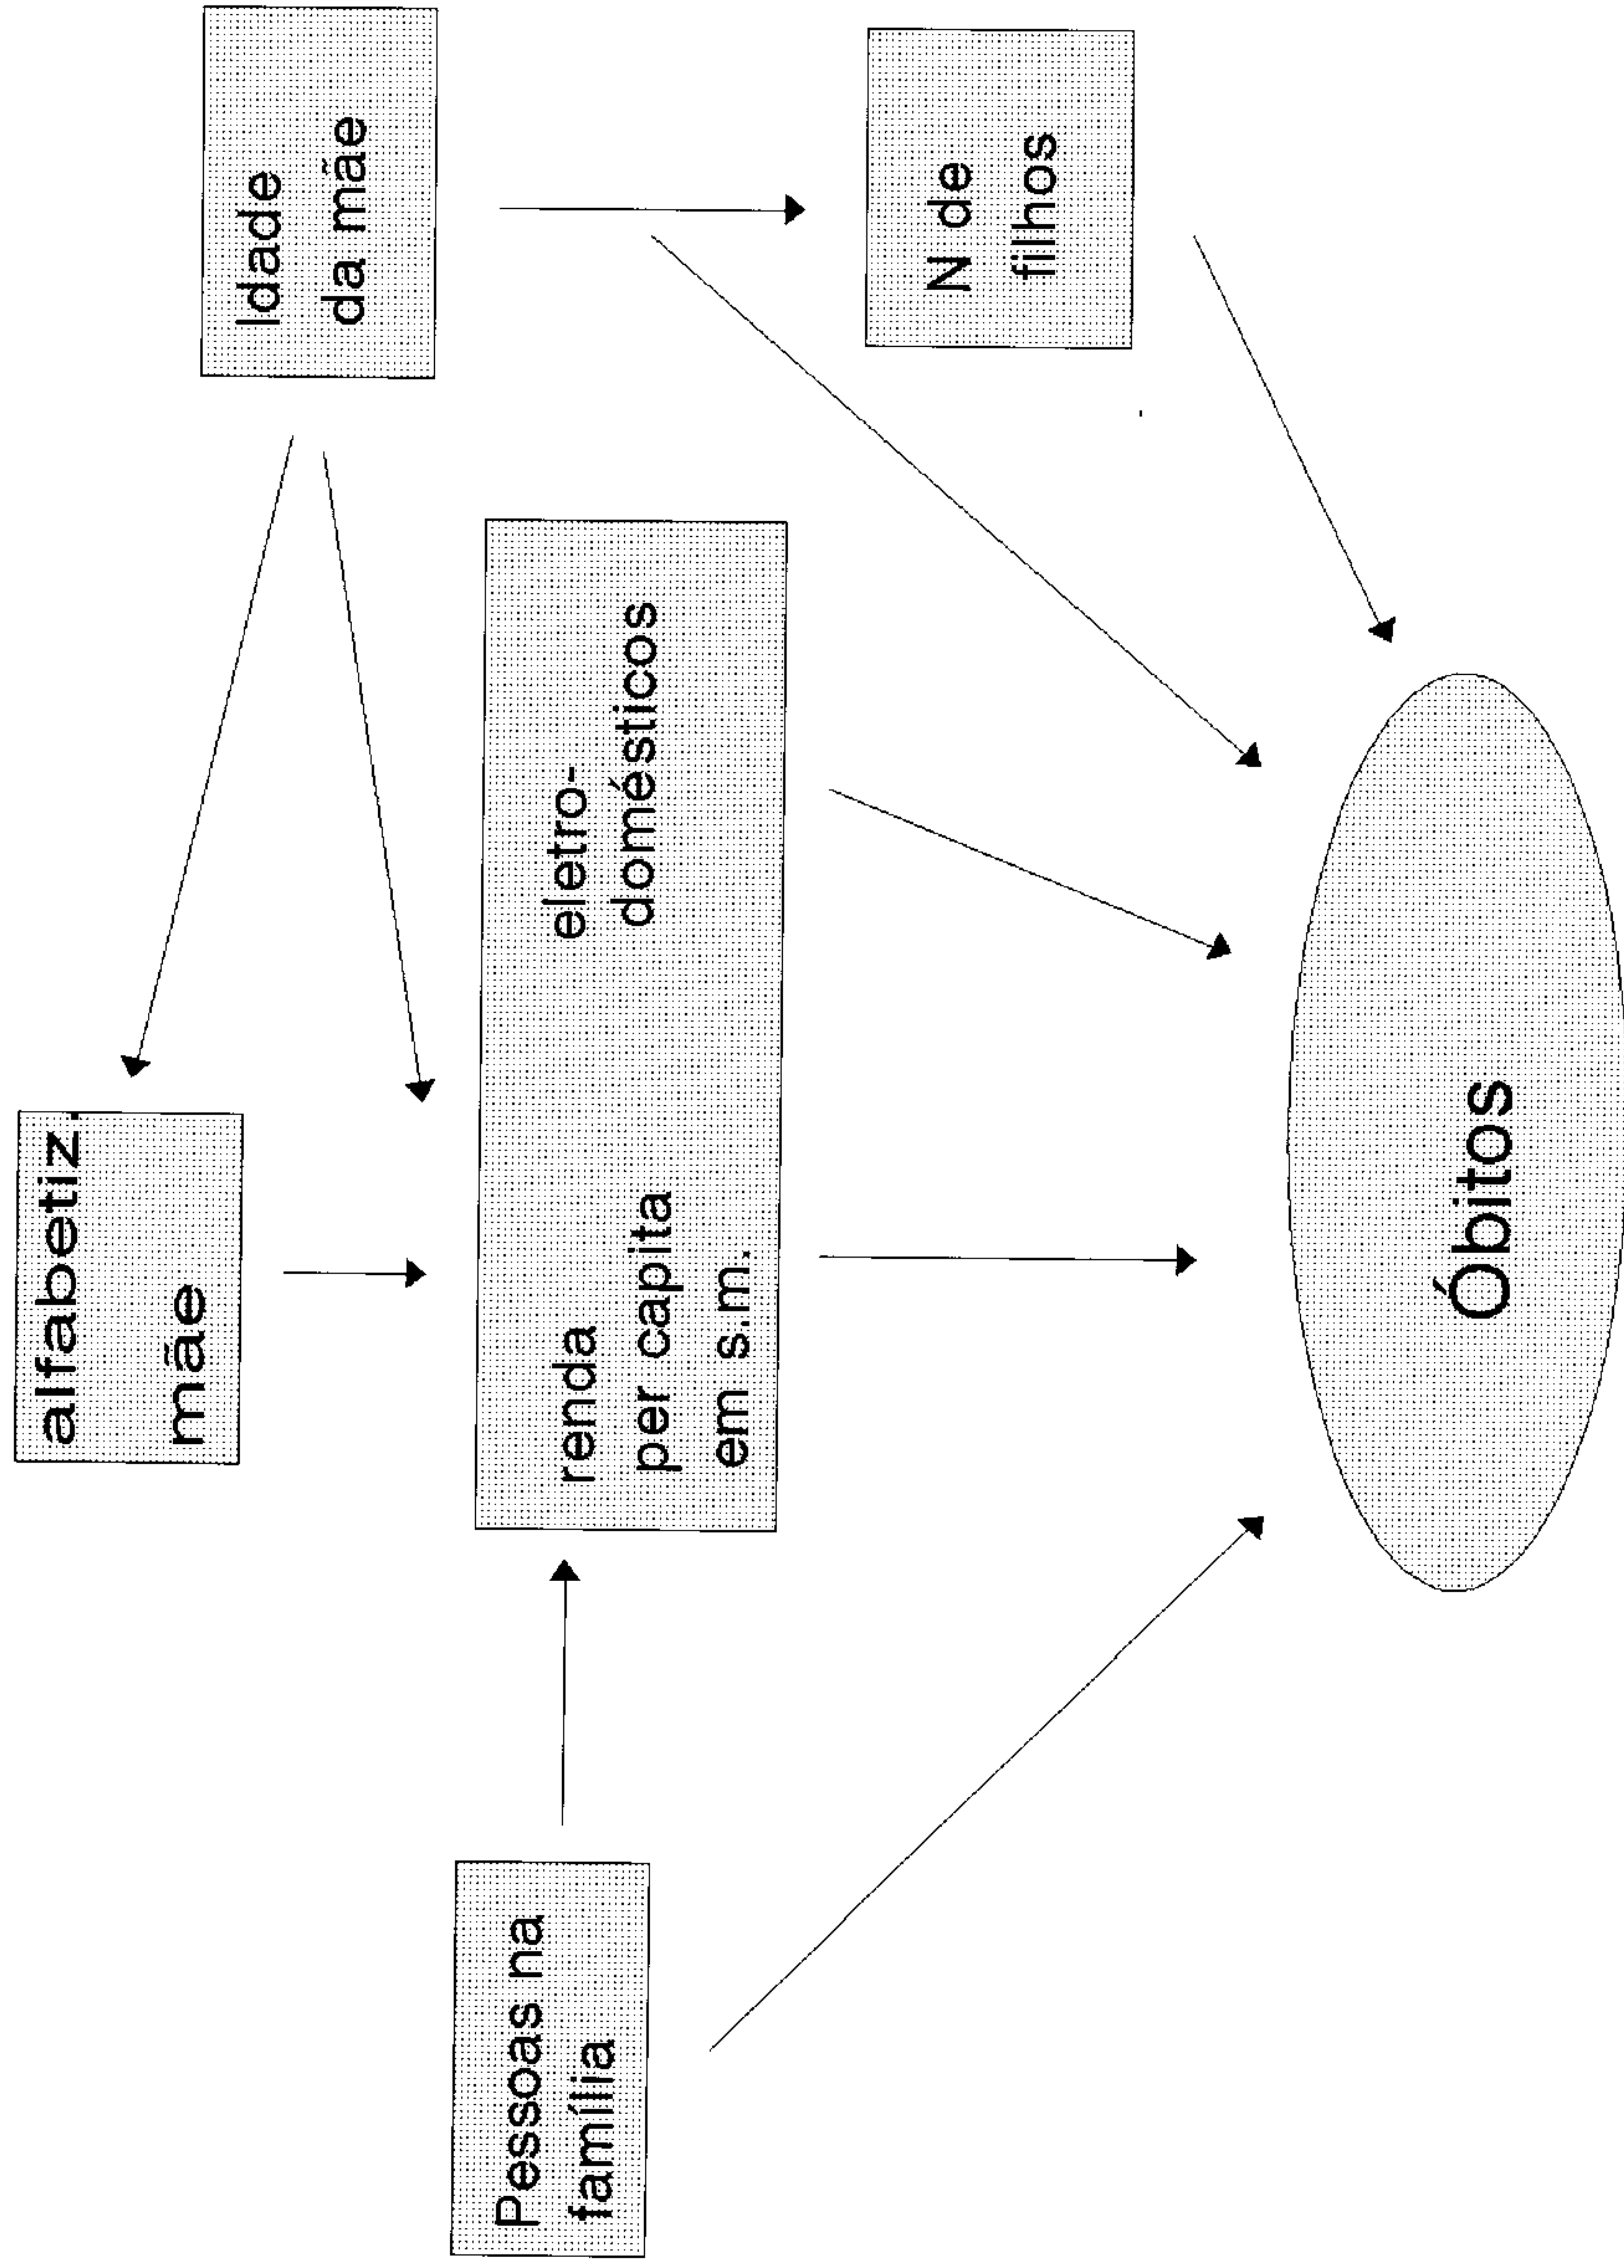 alfabetiz.
mãe
Idade
da mãe
Pessoas na
família
renda
per capita
em s.m.
eletro-
domésticos
N de
filhos
Óbitos